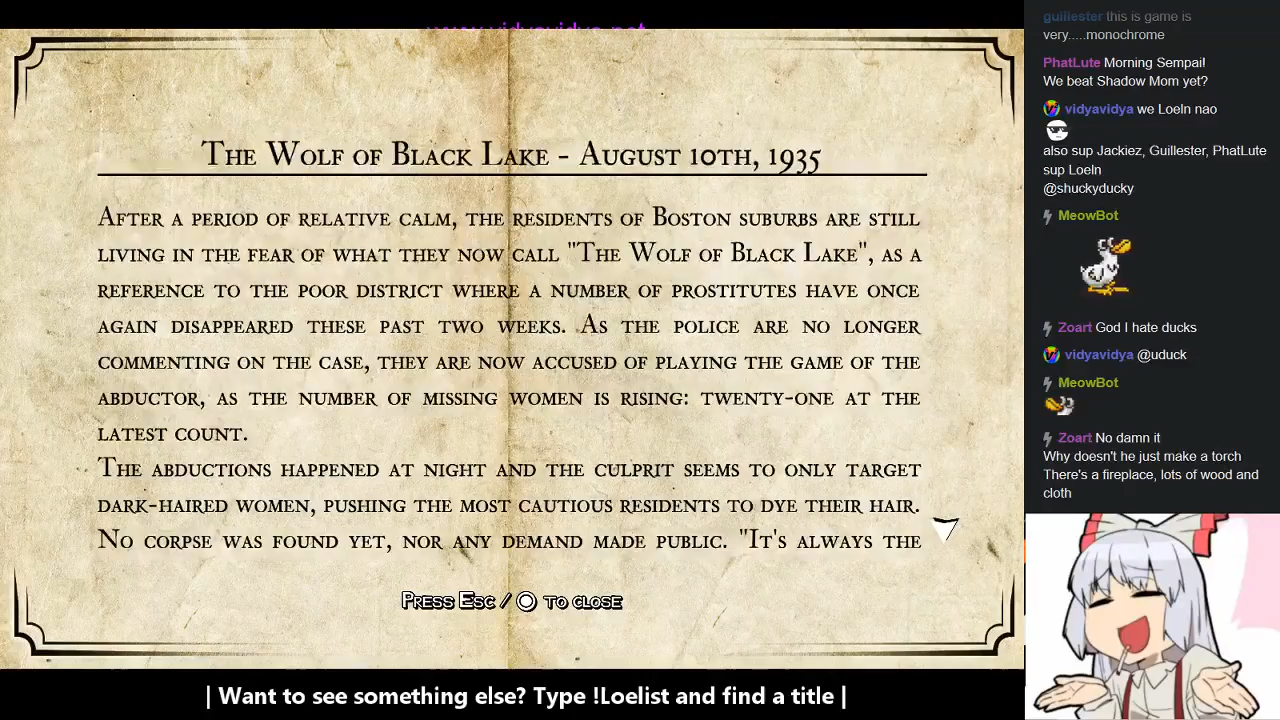 www.vidyavidya.net
The Wolf of Black Lake - August 10th, 1935
After a period of relative calm, the residents of Boston suburbs are still
living in the fear of what they now call "The Wolf of Black Lake", as a
reference to the poor district where a number of prostitutes have once
again disappeared these past two weeks. As the police are no longer
commenting on the case, they are now accused of playing the game of the
abductor, as the number of missing women is rising: twenty-one at the
latest count.
The abductions happened at night and the culprit seems to only target
dark-haired women, pushing the most cautious residents to dye their hair.
No corpse was found yet, nor any demand made public. "It's always the
Press Esc / O to close
| Want to see something else? Type !Loelist and find a title |
guillester this is game is
very.....monochrome
PhatLute Morning Sempai!
We beat Shadow Mom yet?
vidyavidya we Loeln nao
also sup Jackiez, Guillester, PhatLute
sup Loeln
@shuckyducky
MeowBot
Zoart God I hate ducks
vidyavidya @uduck
MeowBot
Zoart No damn it
Why doesn't he just make a torch
There's a fireplace, lots of wood and
cloth